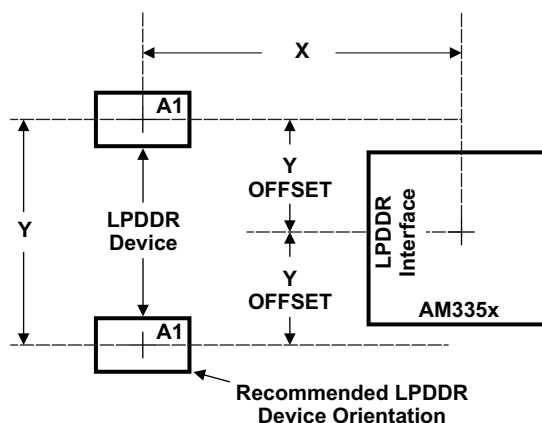 X
A1
Y
OFFSET
Y
LPDDR
Device
LPDDR
Interface
Y
OFFSET
A1
AM335x
Recommended LPDDR
Device Orientation